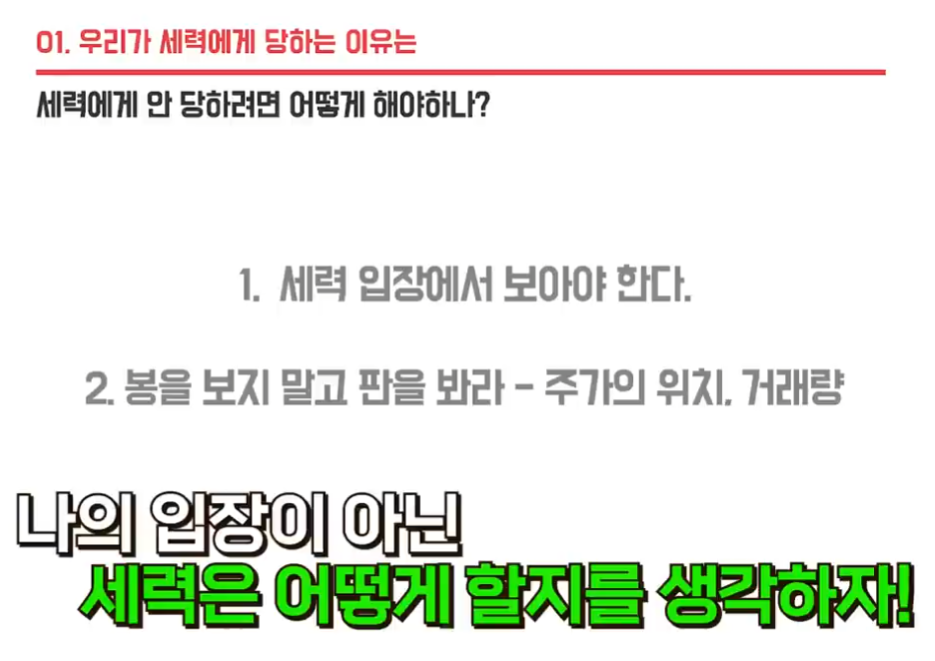 01. 우리가 세력에게 당하는 이유는
세력에게 안 당하려면 어떻게 해야하나?
1. 세력 입장에서 보아야 한다.
2. 봉을 보지 말고 판을 봐라 - 주가의 위치, 거래량
나의 입장이 아닌
세력은 어떻게 할지를 생각하자!